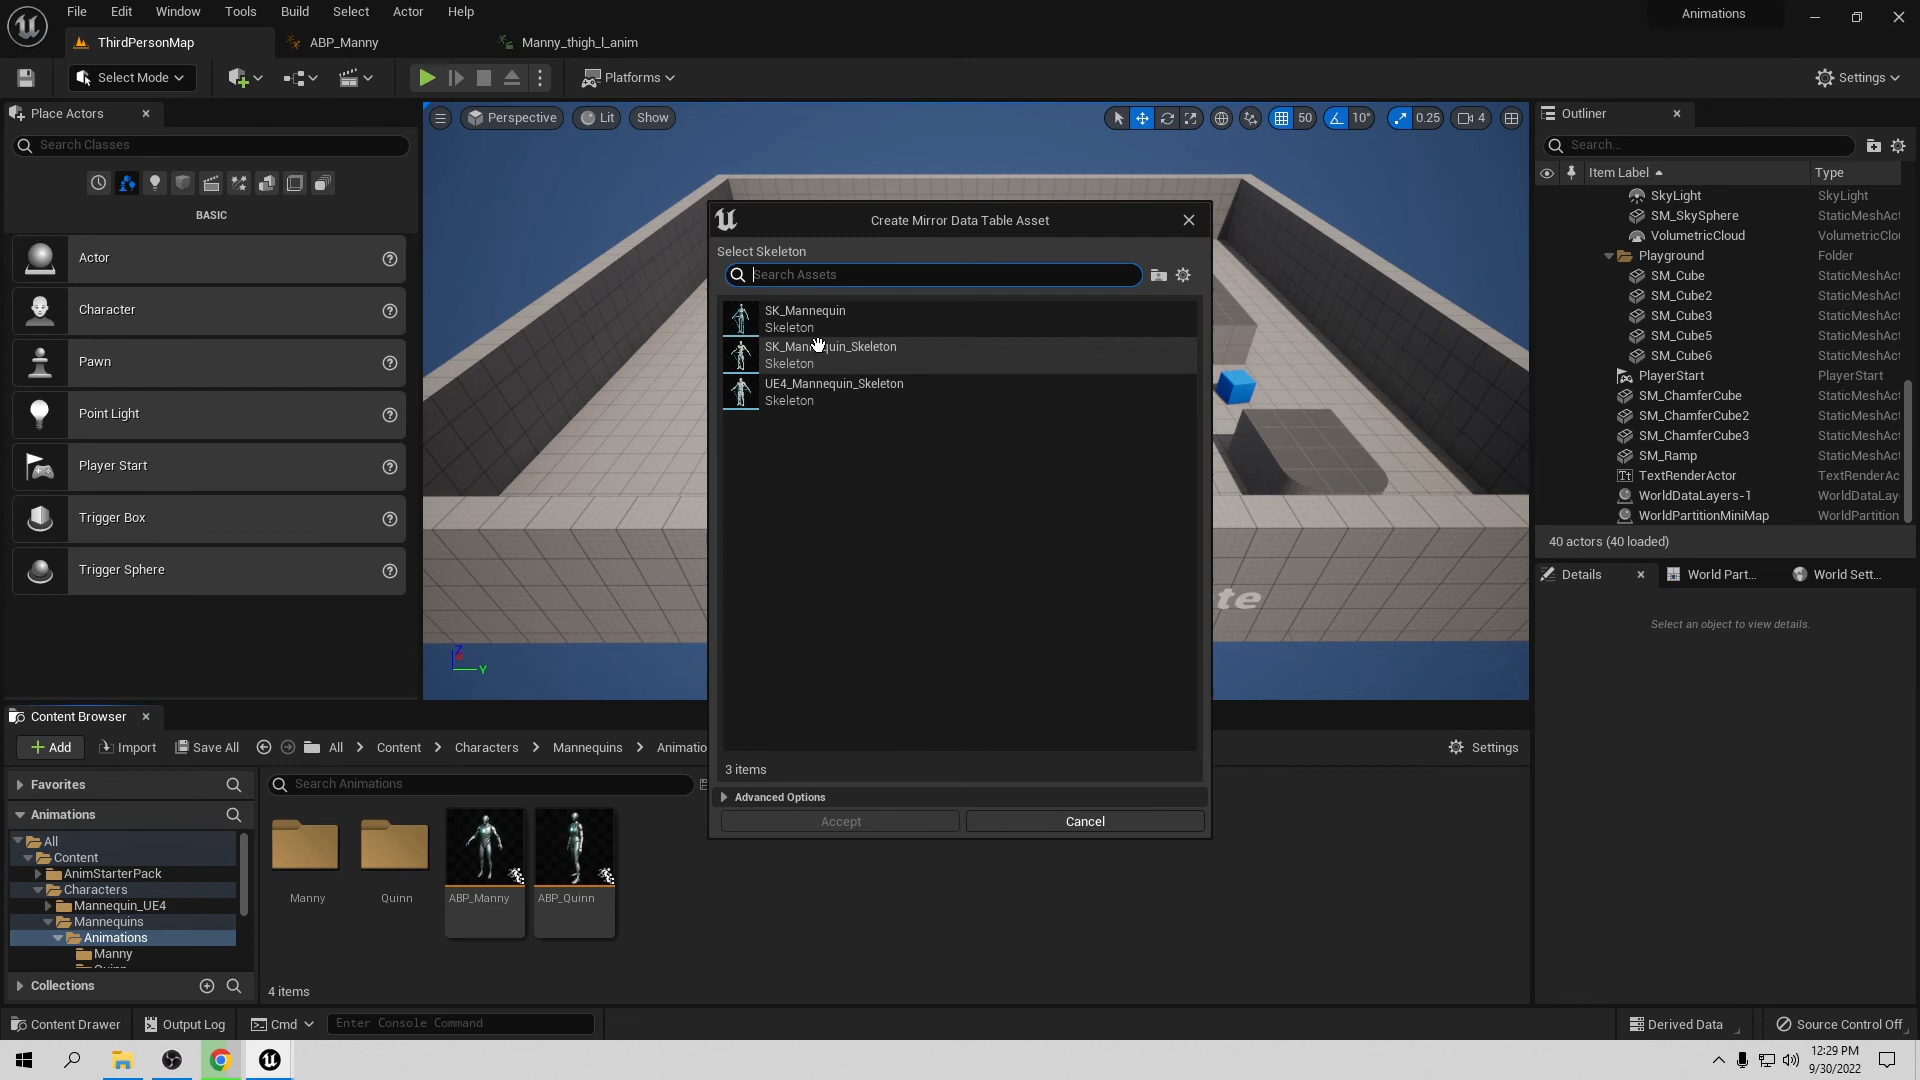 File Edit Window Tools Build Select Actor Help Animations
ThirdPersonMap ABP_Manny Manny_thigh_l_anim
Select Mode Platforms Settings
Place Actors
Search Classes
BASIC
Actor
Character
Pawn
Point Light
Player Start
Trigger Box
Trigger Sphere
Perspective Lit Show 50 10° 0.25 4
Z
Y
te
Create Mirror Data Table Asset
Select Skeleton
Search Assets
SK_Mannequin
Skeleton
SK_Mannequin_Skeleton
Skeleton
UE4_Mannequin_Skeleton
Skeleton
3 items
Advanced Options
Accept Cancel
Outliner
Search...
Item Label Type
SkyLight SkyLight
SM_SkySphere StaticMeshAct
VolumetricCloud VolumetricClou
Playground Folder
SM_Cube StaticMeshAct
SM_Cube2 StaticMeshAct
SM_Cube3 StaticMeshAct
SM_Cube5 StaticMeshAct
SM_Cube6 StaticMeshAct
PlayerStart PlayerStart
SM_ChamferCube StaticMeshAct
SM_ChamferCube2 StaticMeshAct
SM_ChamferCube3 StaticMeshAct
SM_Ramp StaticMeshAct
TextRenderActor TextRenderAc
WorldDataLayers-1 WorldDataLay
WorldPartitionMiniMap WorldPartition
40 actors (40 loaded)
Details World Part... World Sett...
Select an object to view details.
Content Browser
Add Import Save All All Content Characters Mannequins Animatio Settings
Favorites
Animations
All
Content
AnimStarterPack
Characters
Mannequin_UE4
Mannequins
Animations
Manny
Collections
Search Animations
Manny Quinn ABP_Manny ABP_Quinn
4 items
Content Drawer Output Log Cmd Enter Console Command Derived Data Source Control Off
12:29 PM
9/30/2022